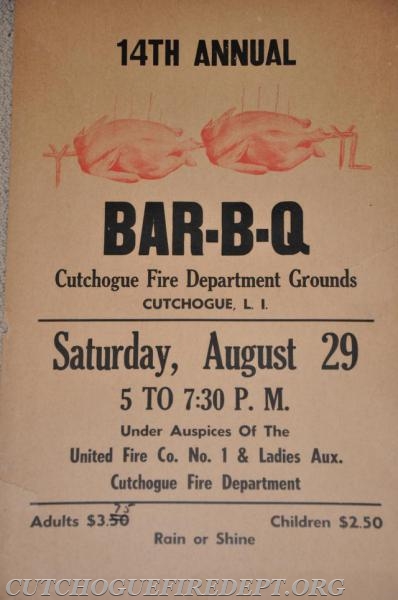 14TH ANNUAL
BAR-B-Q
Cutchogue Fire Department Grounds
CUTCHOGUE, L. I.
Saturday, August 29
5 TO 7:30 P. M.
Under Auspices Of The
United Fire Co. No. 1 & Ladies Aux.
Cutchogue Fire Department
75
Adults $3.50 Children $2.50
Rain or Shine
CUTCHOGUEFIREDEPT.ORG